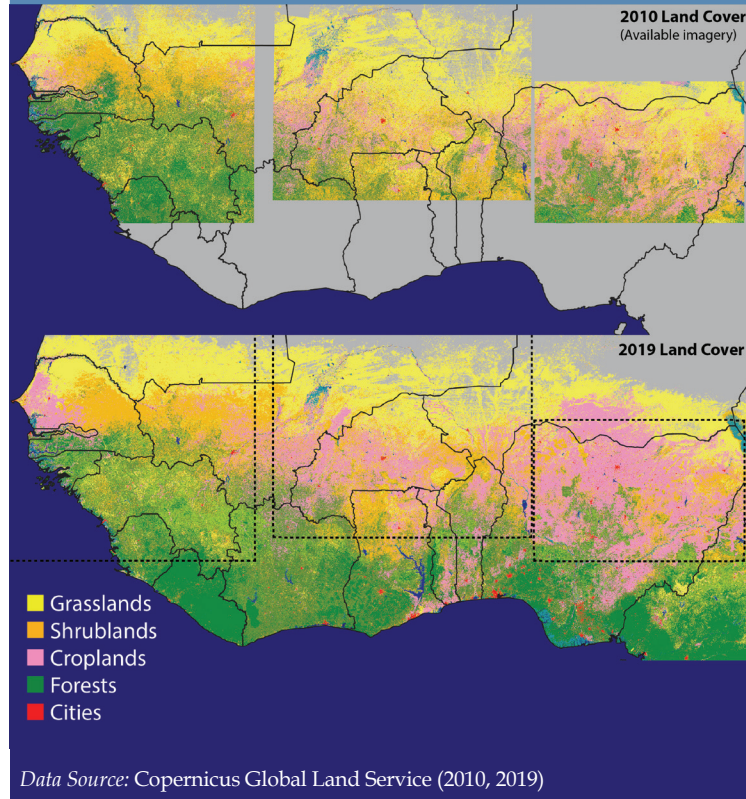 2010 Land Cover
(Available imagery)
2019 Land Cover
Grasslands
Shrublands
Croplands
Forests
Cities
Data Source: Copernicus Global Land Service (2010, 2019)